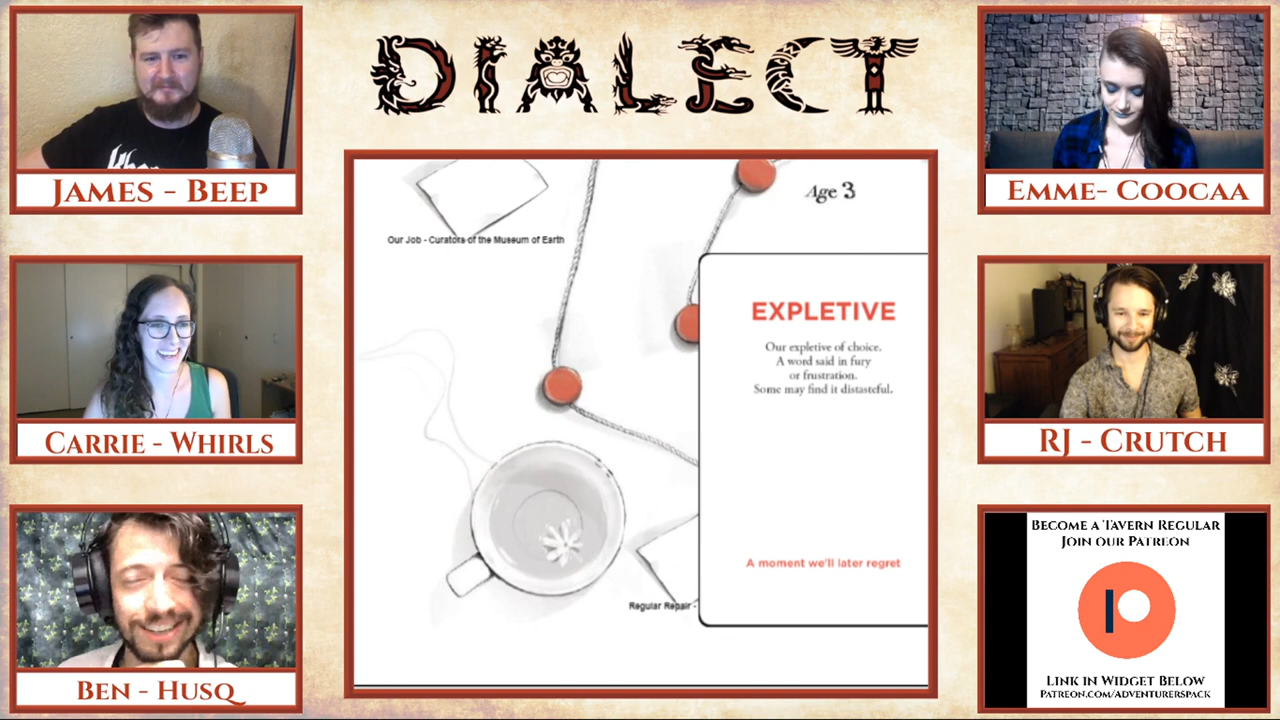 DIALECT
JAMES - BEEP
EMME- COOCAA
Age 3
Our Job - Curators of the Museum of Earth
EXPLETIVE
Our expletive of choice.
A word said in fury
or frustration.
Some may find it distasteful.
CARRIE - WHIRLS
RJ - CRUTCH
A moment we'll later regret
Regular Repair -
BEN - HUSQ
BECOME A TAVERN REGULAR
JOIN OUR PATREON
LINK IN WIDGET BELOW
PATREON.COM/ADVENTURERSPACK